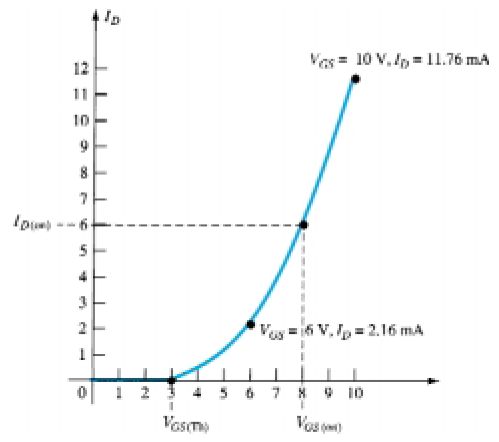 I_D
V_GS = 10 V, I_D = 11.76 mA
12
11
10
9
8
7
I_D(on)
6
5
4
3
2
V_GS = 6 V, I_D = 2.16 mA
1
0 1 2 3 4 5 6 7 8 9 10
V_GS(Th)
V_GS(on)